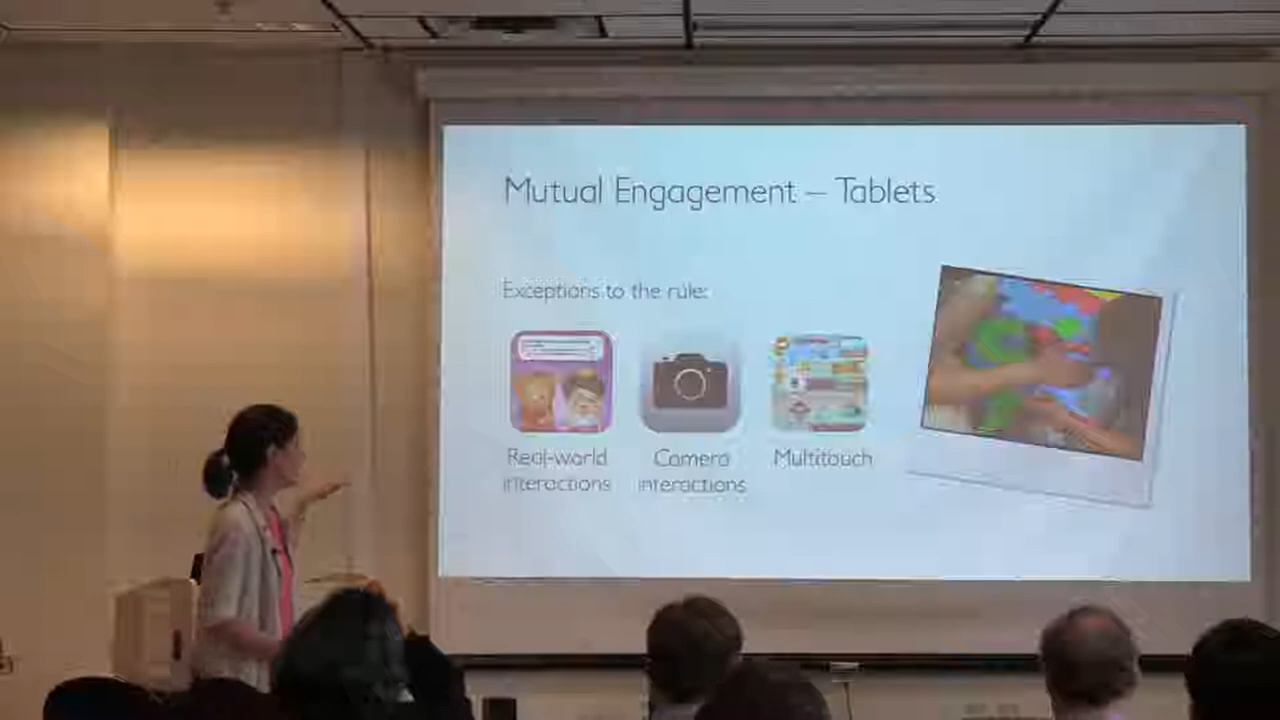 Mutual Engagement – Tablets
Exceptions to the rule:
Real-world
interactions
Camera
interactions
Multitouch